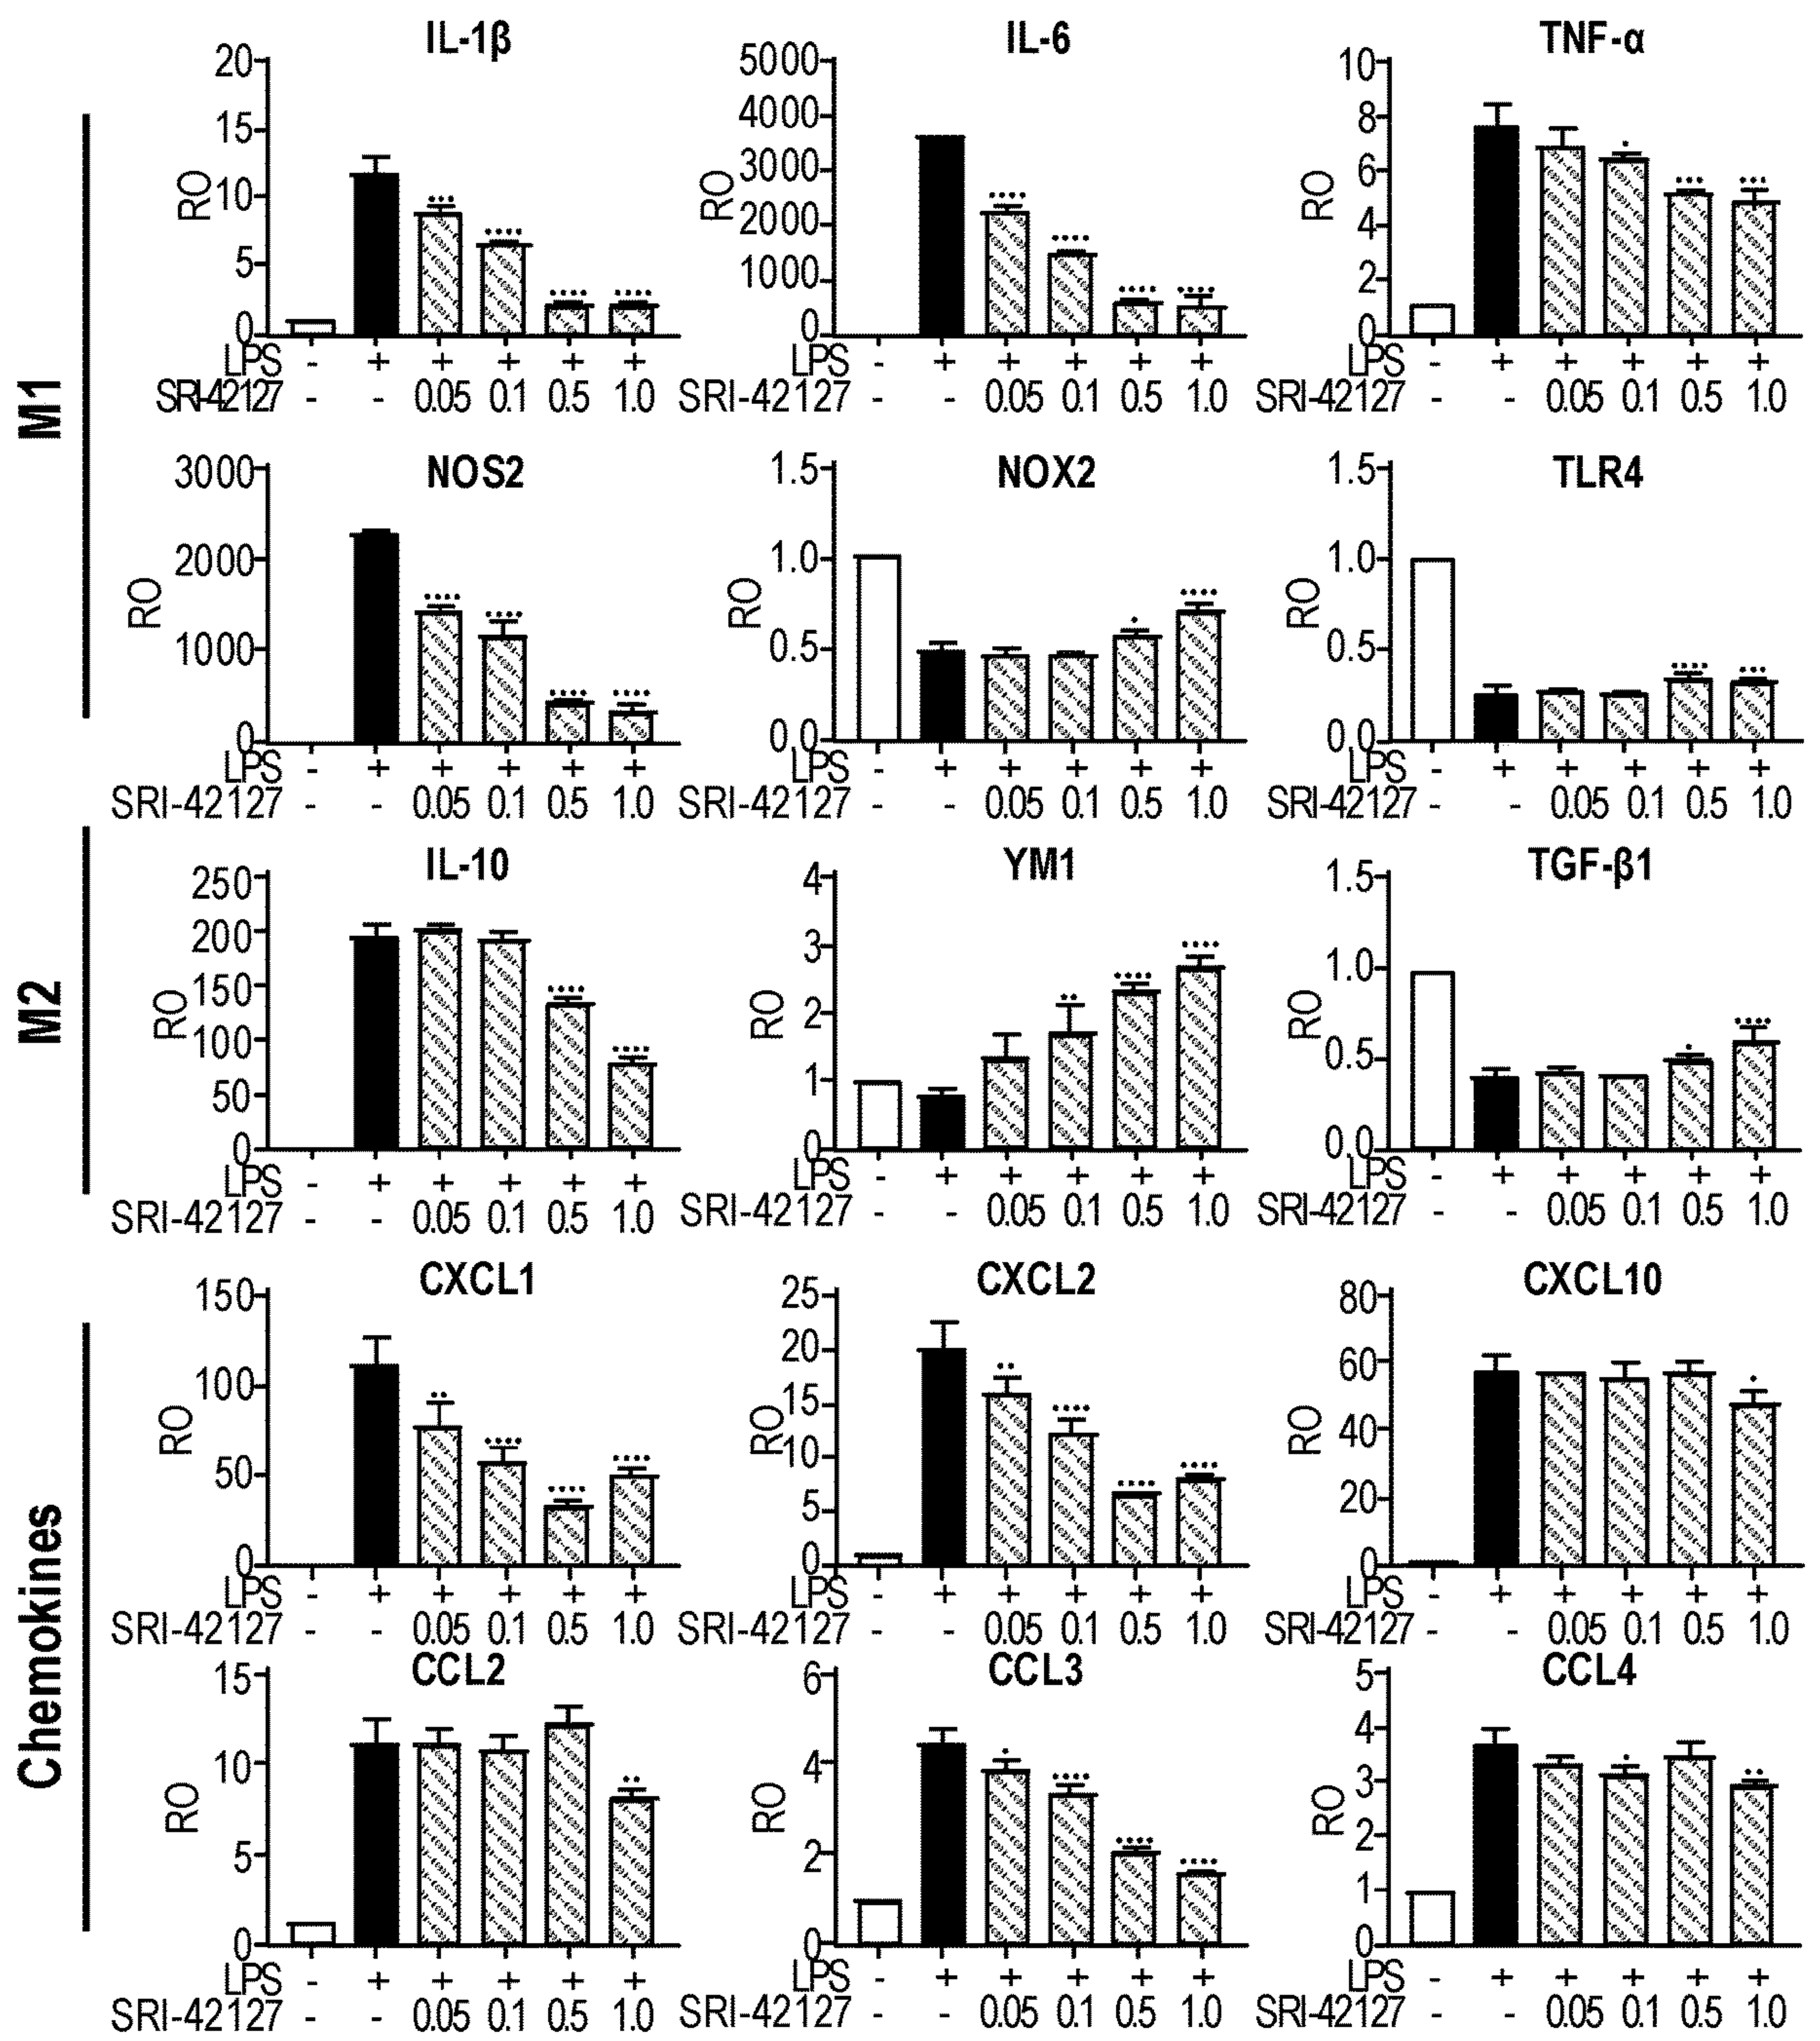 M1
IL-1β
20
15
10
5
0
RO
LPS - + + + + +
SRI-42127 - - 0.05 0.1 0.5 1.0
IL-6
5000
4000
3000
2000
1000
0
RO
LPS - + + + + +
SRI-42127 - - 0.05 0.1 0.5 1.0
TNF-α
10
8
6
4
2
0
RO
LPS - + + + + +
SRI-42127 - - 0.05 0.1 0.5 1.0
NOS2
3000
2000
1000
0
RO
LPS - + + + + +
SRI-42127 - - 0.05 0.1 0.5 1.0
NOX2
1.5
1.0
0.5
0.0
RO
LPS - + + + + +
SRI-42127 - - 0.05 0.1 0.5 1.0
TLR4
1.5
1.0
0.5
0.0
RO
LPS - + + + + +
SRI-42127 - - 0.05 0.1 0.5 1.0
M2
IL-10
250
200
150
100
50
0
RO
LPS - + + + + +
SRI-42127 - - 0.05 0.1 0.5 1.0
YM1
4
3
2
1
0
RO
LPS - + + + + +
SRI-42127 - - 0.05 0.1 0.5 1.0
TGF-β1
1.5
1.0
0.5
0.0
RO
LPS - + + + + +
SRI-42127 - - 0.05 0.1 0.5 1.0
Chemokines
CXCL1
150
100
50
0
RO
LPS - + + + + +
SRI-42127 - - 0.05 0.1 0.5 1.0
CXCL2
25
20
15
10
5
0
RO
LPS - + + + + +
SRI-42127 - - 0.05 0.1 0.5 1.0
CXCL10
80
60
40
20
0
RO
LPS - + + + + +
SRI-42127 - - 0.05 0.1 0.5 1.0
CCL2
15
10
5
0
RO
LPS - + + + + +
SRI-42127 - - 0.05 0.1 0.5 1.0
CCL3
6
4
2
0
RO
LPS - + + + + +
SRI-42127 - - 0.05 0.1 0.5 1.0
CCL4
5
4
3
2
1
0
RO
LPS - + + + + +
SRI-42127 - - 0.05 0.1 0.5 1.0